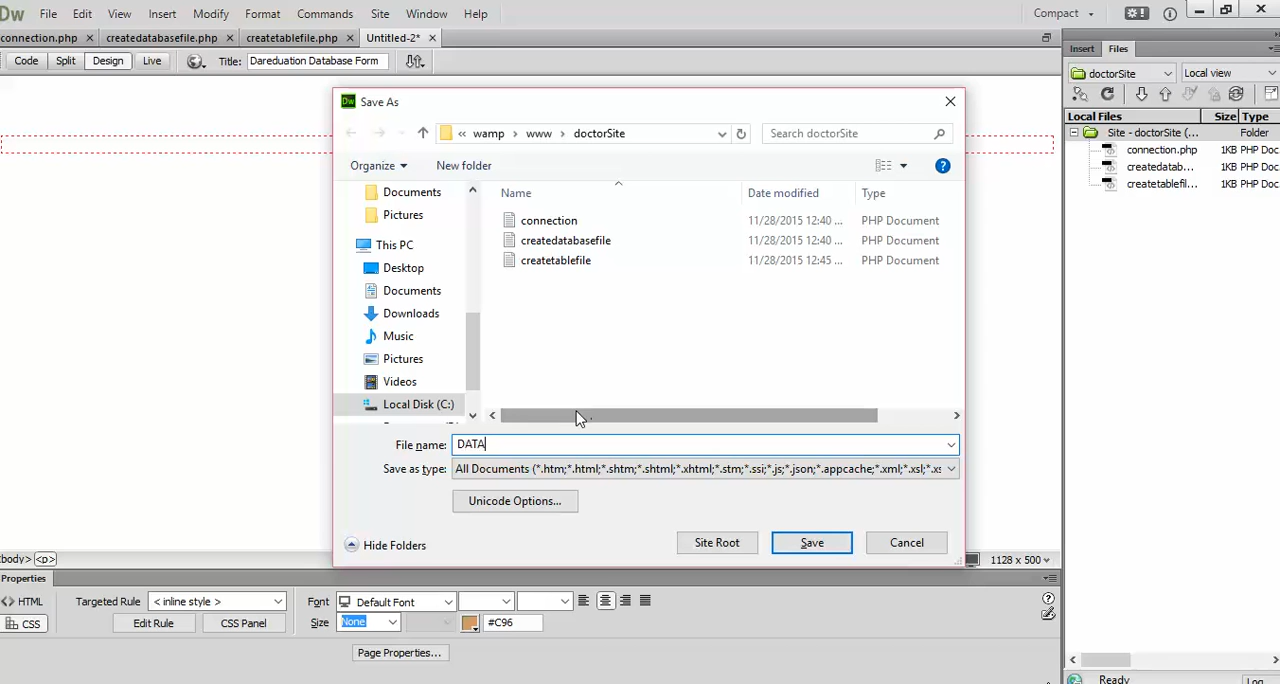 Dw File Edit View Insert Modify Format Commands Site Window Help Compact
connection.php × createdatabasefile.php × createtablefile.php × Untitled-2* ×
Code Split Design Live Title: Dareduation Database Form
Insert Files
doctorSite Local view
Local Files Size Type
Site - doctorSite (... Folder
connection.php 1KB PHP Doc
createdatab... 1KB PHP Doc
createtablefil... 1KB PHP Doc
Dw Save As
« wamp › www › doctorSite Search doctorSite
Organize New folder
Name Date modified Type
Documents
Pictures
This PC
Desktop
Documents
Downloads
Music
Pictures
Videos
Local Disk (C:)
connection 11/28/2015 12:40 ... PHP Document
createdatabasefile 11/28/2015 12:40 ... PHP Document
createtablefile 11/28/2015 12:45 ... PHP Document
File name: DATA
Save as type: All Documents (*.htm;*.html;*.shtm;*.shtml;*.xhtml;*.stm;*.ssi;*.js;*.json;*.appcache;*.xml;*.xsl;*.xs
Unicode Options...
Hide Folders Site Root Save Cancel
body> <p> 1128 x 500
Properties
<> HTML Targeted Rule < inline style > Font Default Font
CSS Edit Rule CSS Panel Size None #C96
Page Properties...
Ready Log